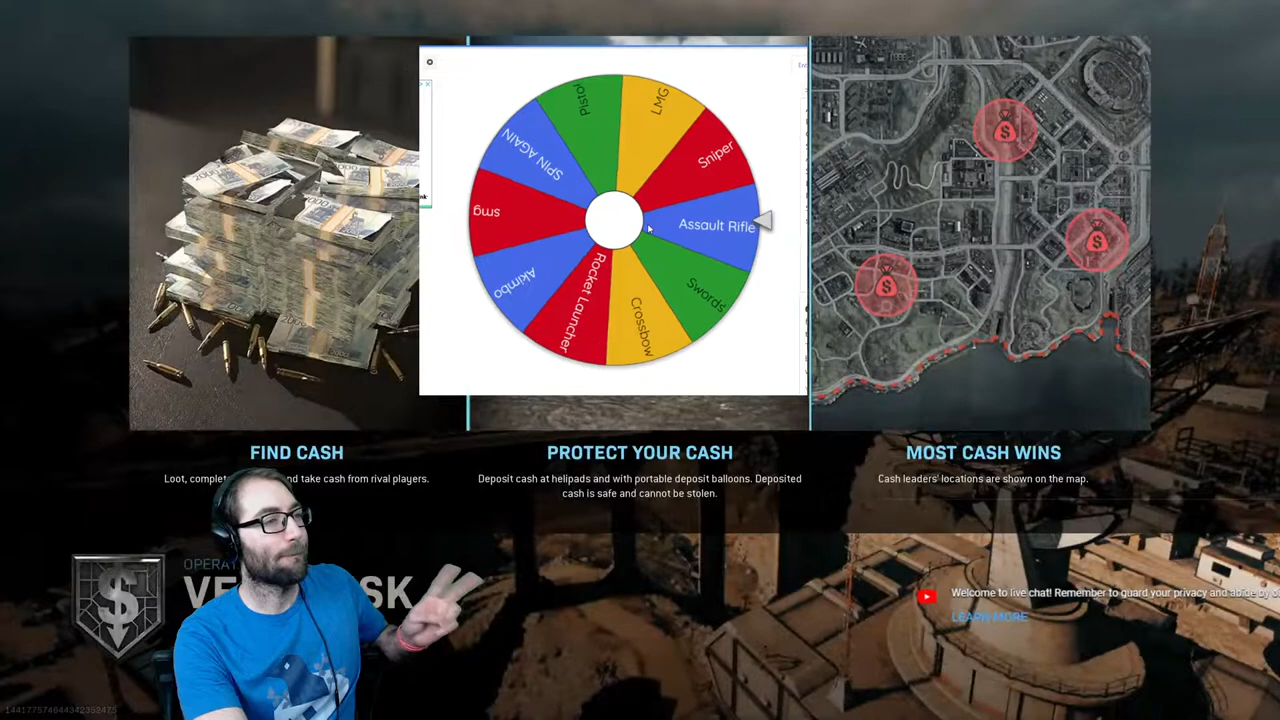 Pistol
LMG
SPIN AGAIN
Sniper
smg
Assault Rifle
Akimbo
Swords
Rocket Launcher
Crossbow
FIND CASH
PROTECT YOUR CASH
MOST CASH WINS
Loot, complet nd take cash from rival players.
Deposit cash at helipads and with portable deposit balloons. Deposited
cash is safe and cannot be stolen.
Cash leaders' locations are shown on the map.
OPERAT
VE SK
Welcome to live chat! Remember to guard your privacy and abide by o
LEARN MORE